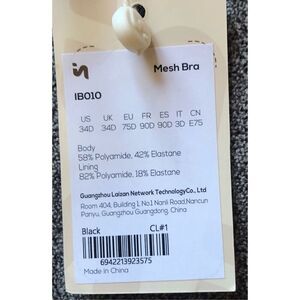 in
Mesh Bra
IB010
US UK EU FR ES IT CN
34D 34D 75D 90D 90D 3D E75
Body
58% Polyamide, 42% Elastane
Lining
82% Polyamide, 18% Elastane
Guangzhou Laizan Network TechnologyCo., Ltd
Room 404, Building 1, No.1 Nanli Road,Nancun
Panyu, Guangzhou Guangdong, China
Black CL#1
6942213923575
Made in China